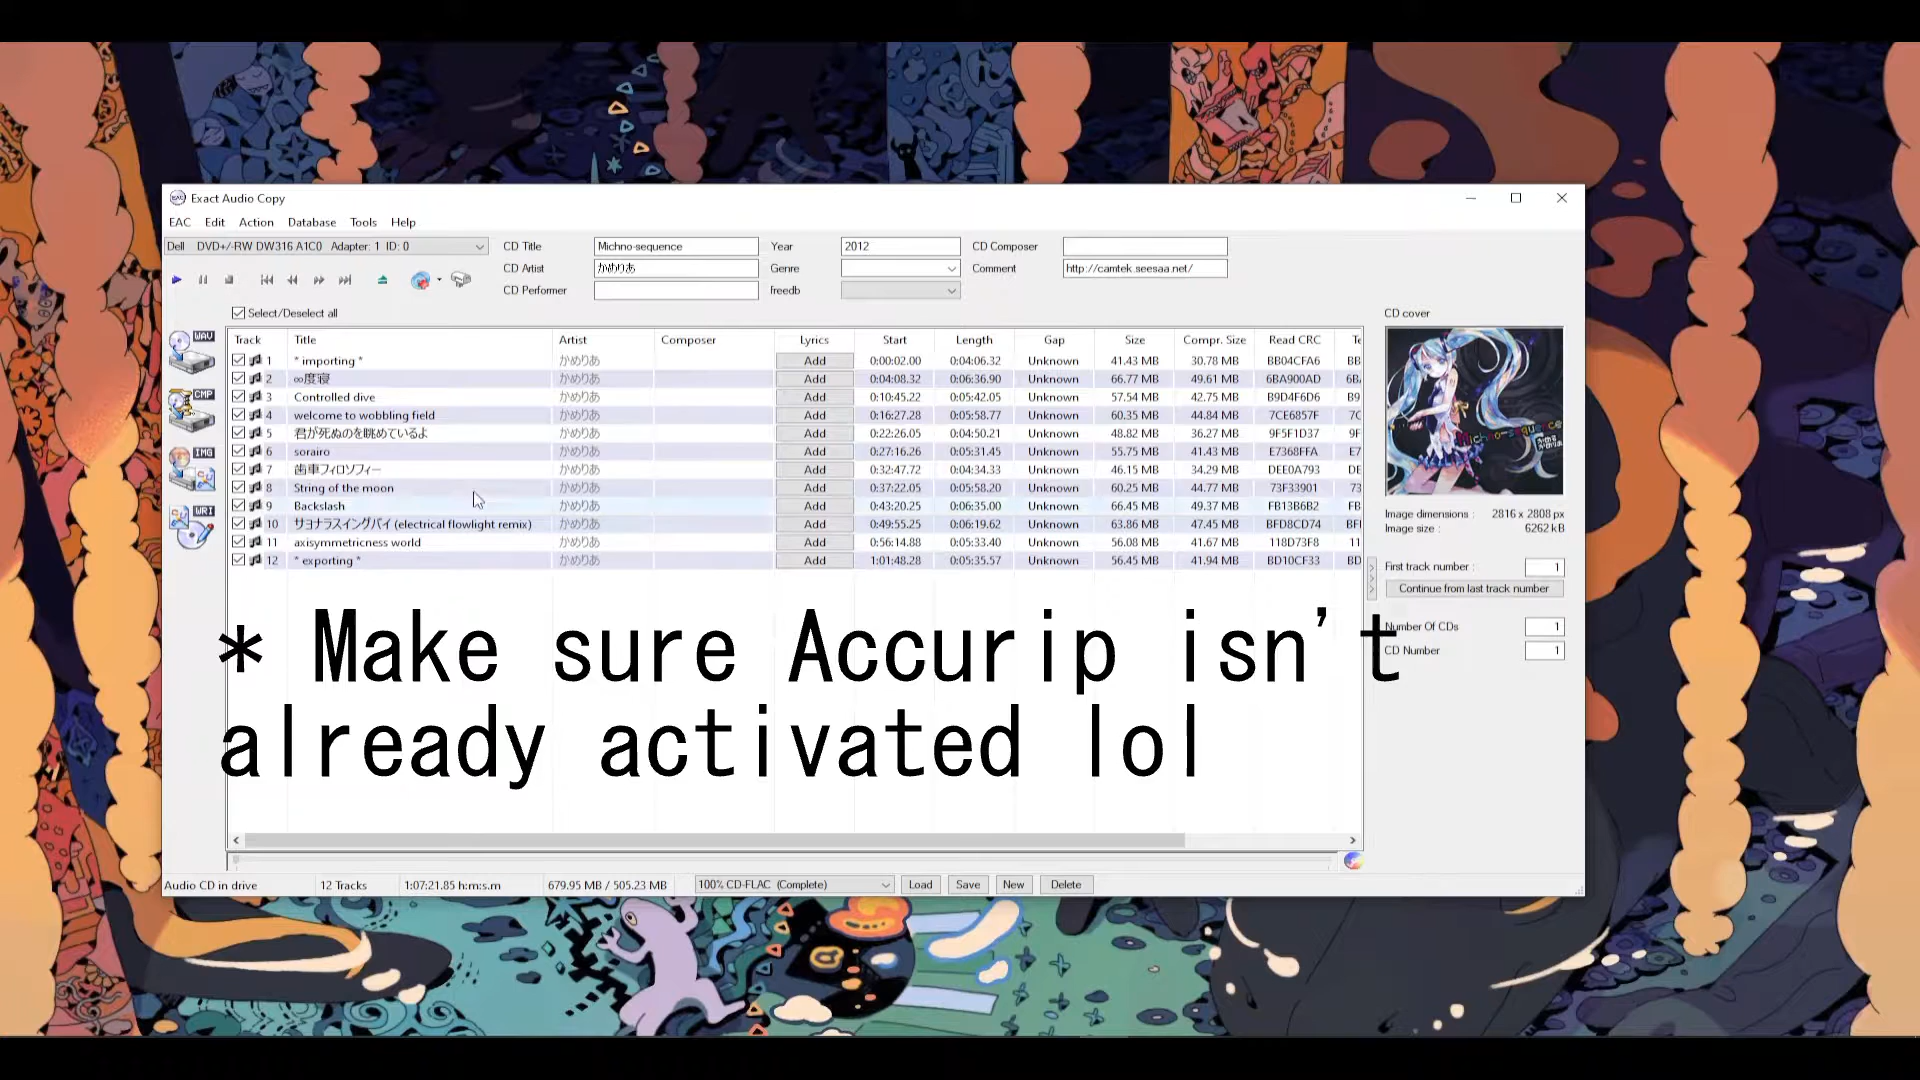 Exact Audio Copy
EAC Edit Action Database Tools Help
Dell DVD+/-RW DW316 A1C0 Adapter: 1 ID: 0
CD Title Michno-sequence Year 2012 CD Composer
CD Artist かめりあ Genre Comment http://camtek.seesaa.net/
CD Performer freedb
Select/Deselect all
CD cover
Track Title Artist Composer Lyrics Start Length Gap Size Compr. Size Read CRC Te
1 * importing * かめりあ Add 0:00:02.00 0:04:06.32 Unknown 41.43 MB 30.78 MB BB04CFA6 BB
2 ∞度寝 かめりあ Add 0:04:08.32 0:06:36.90 Unknown 66.77 MB 49.61 MB 6BA900AD 6B
3 Controlled dive かめりあ Add 0:10:45.22 0:05:42.05 Unknown 57.54 MB 42.75 MB B9D4F6D6 B9
4 welcome to wobbling field かめりあ Add 0:16:27.28 0:05:58.77 Unknown 60.35 MB 44.84 MB 7CE6857F 7C
5 君が死ぬのを眺めているよ かめりあ Add 0:22:26.05 0:04:50.21 Unknown 48.82 MB 36.27 MB 9F5F1D37 9F
6 sorairo かめりあ Add 0:27:16.26 0:05:31.45 Unknown 55.75 MB 41.43 MB E7368FFA E7
7 歯車フィロソフィー かめりあ Add 0:32:47.72 0:04:34.33 Unknown 46.15 MB 34.29 MB DEE0A793 DE
8 String of the moon かめりあ Add 0:37:22.05 0:05:58.20 Unknown 60.25 MB 44.77 MB 73F33901 73
9 Backslash かめりあ Add 0:43:20.25 0:06:35.00 Unknown 66.45 MB 49.37 MB FB13B6B2 FB
10 サヨナラスイングバイ (electrical flowlight remix) かめりあ Add 0:49:55.25 0:06:19.62 Unknown 63.86 MB 47.45 MB BFD8CD74 BF
11 axisymmetricness world かめりあ Add 0:56:14.88 0:05:33.40 Unknown 56.08 MB 41.67 MB 118D73F8 11
12 * exporting * かめりあ Add 1:01:48.28 0:05:35.57 Unknown 56.45 MB 41.94 MB BD10CF33 BD
WAV
CMP
IMG
WRI
Michno-sequence
Image dimensions : 2816 x 2808 px
Image size : 6262 kB
First track number : 1
Continue from last track number
Number Of CDs 1
CD Number 1
* Make sure Accurip isn't
already activated lol
Audio CD in drive 12 Tracks 1:07:21.85 h:m:s.m 679.95 MB / 505.23 MB 100% CD-FLAC (Complete) Load Save New Delete